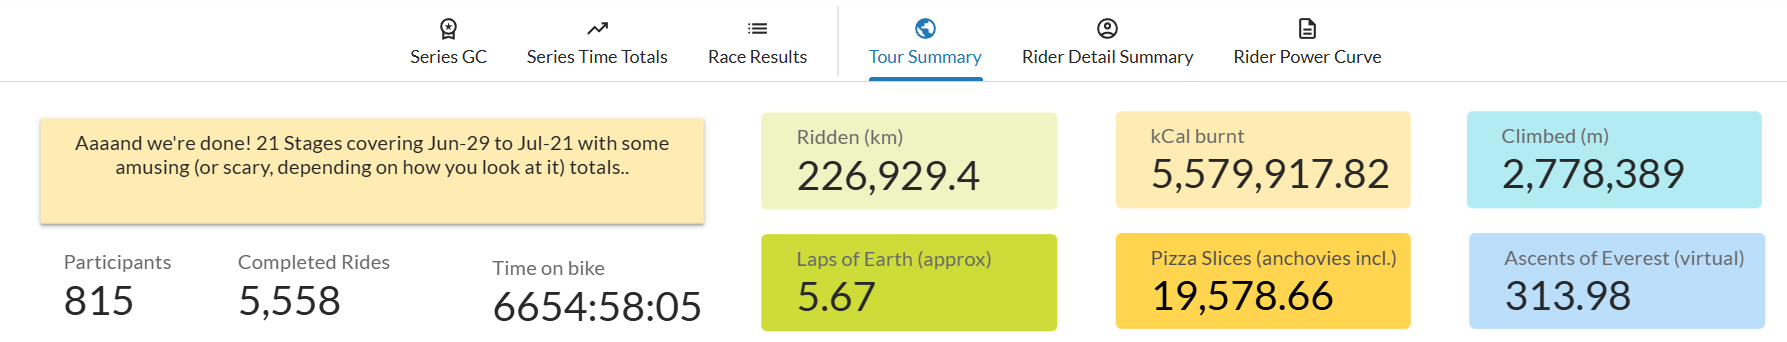 Series GC
Series Time Totals
Race Results
Tour Summary
Rider Detail Summary
Rider Power Curve
Aaaand we're done! 21 Stages covering Jun-29 to Jul-21 with some
amusing (or scary, depending on how you look at it) totals..
Participants
815
Completed Rides
5,558
Time on bike
6654:58:05
Ridden (km)
226,929.4
kCal burnt
5,579,917.82
Climbed (m)
2,778,389
Laps of Earth (approx)
5.67
Pizza Slices (anchovies incl.)
19,578.66
Ascents of Everest (virtual)
313.98